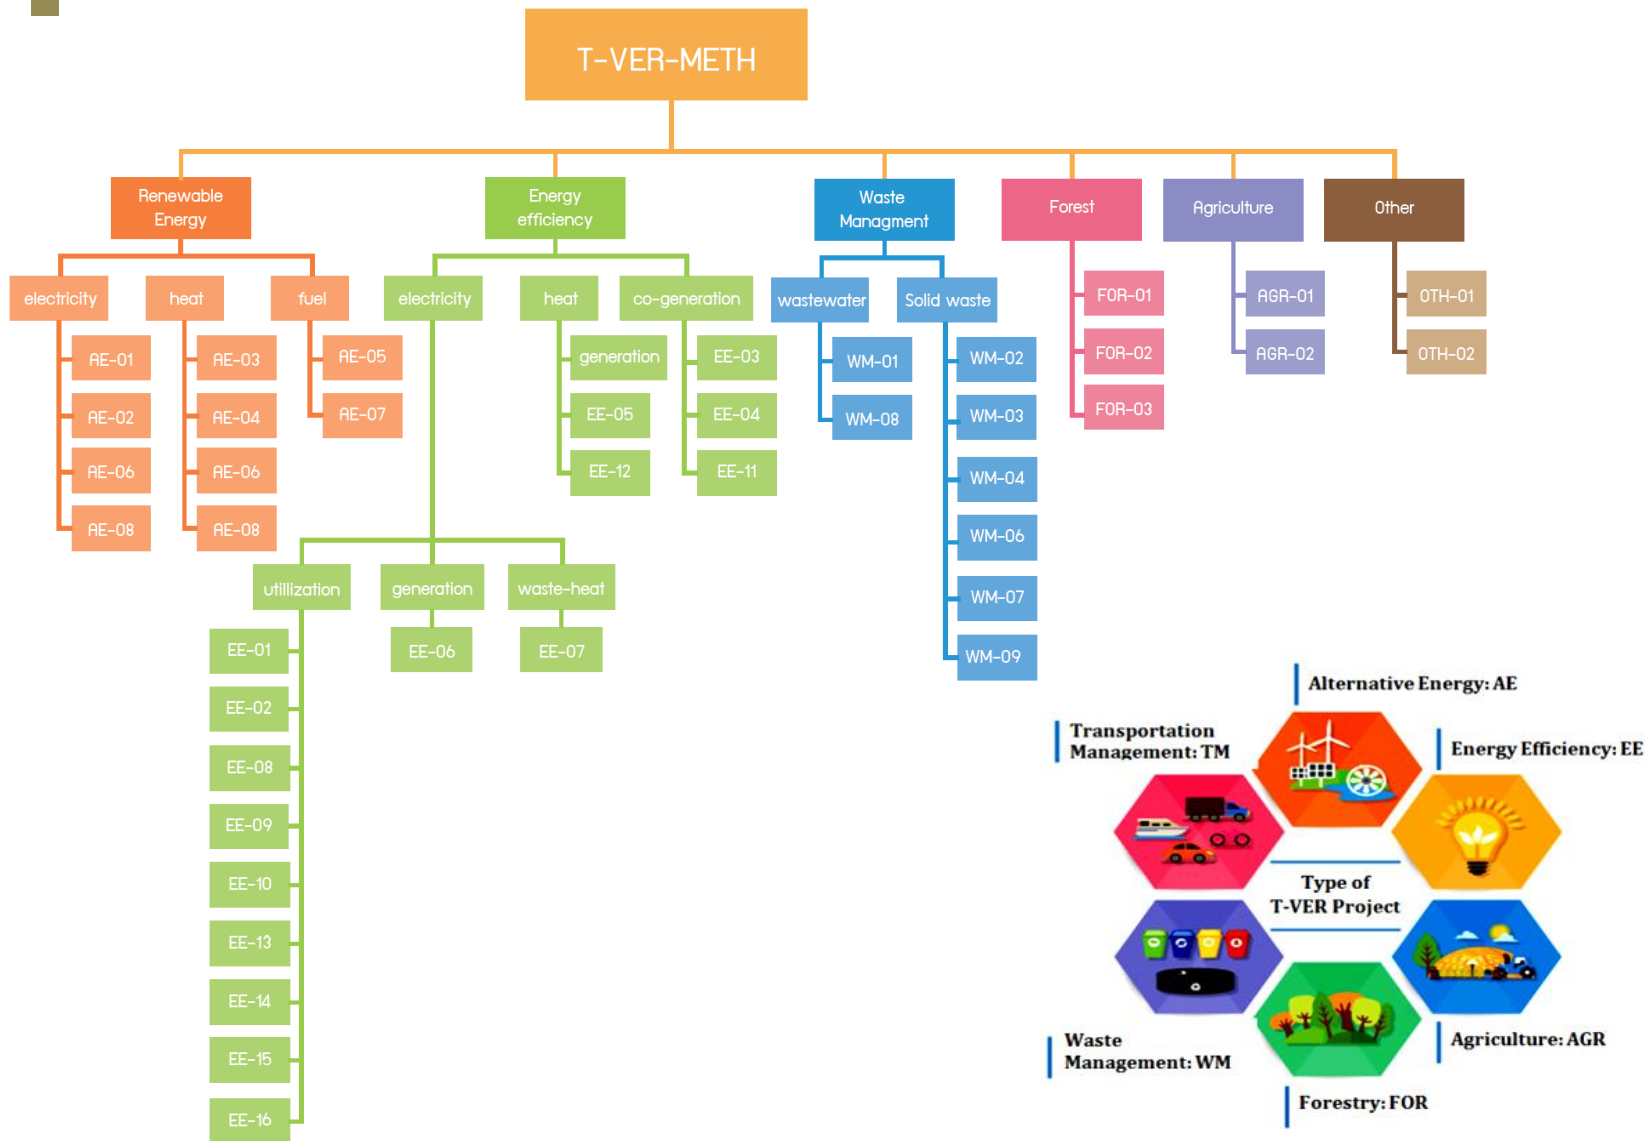 T-VER-METH
Renewable
Energy
Energy
efficiency
Waste
Managment
Forest
Agriculture
Other
electricity
heat
fuel
electricity
heat
co-generation
wastewater
Solid waste
AE-01
AE-02
AE-06
AE-08
AE-03
AE-04
AE-06
AE-08
AE-05
AE-07
generation
EE-05
EE-12
EE-03
EE-04
EE-11
WM-01
WM-08
WM-02
WM-03
WM-04
WM-06
WM-07
WM-09
FOR-01
FOR-02
FOR-03
AGR-01
AGR-02
OTH-01
OTH-02
utillization
generation
waste-heat
EE-01
EE-02
EE-08
EE-09
EE-10
EE-13
EE-14
EE-15
EE-16
EE-06
EE-07
Alternative Energy: AE
Transportation
Management: TM
Energy Efficiency: EE
Type of
T-VER Project
Waste
Management: WM
Agriculture: AGR
Forestry: FOR